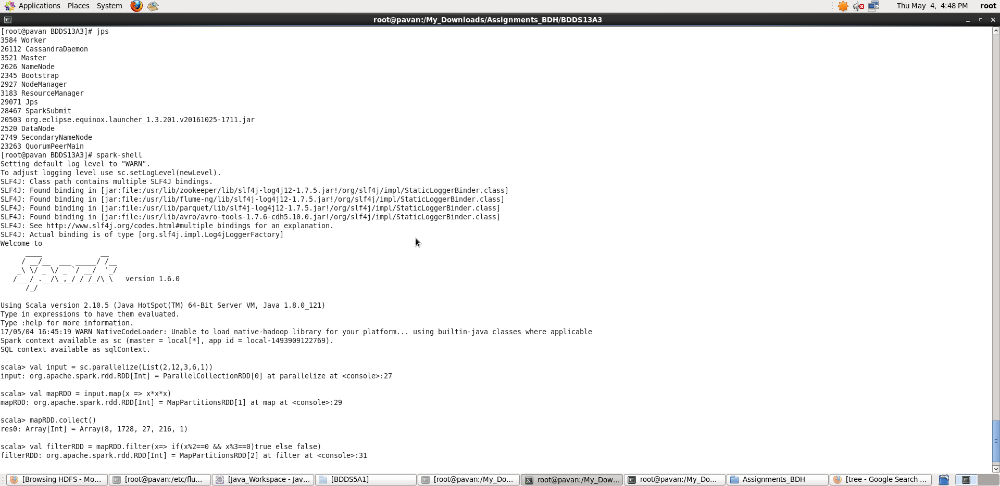 Applications Places System Thu May 4, 4:48 PM root
root@pavan:/My_Downloads/Assignments_BDH/BDDS13A3
[root@pavan BDDS13A3]# jps
3584 Worker
26112 CassandraDaemon
3521 Master
2626 NameNode
2345 Bootstrap
2927 NodeManager
3183 ResourceManager
29071 Jps
28467 SparkSubmit
20503 org.eclipse.equinox.launcher_1.3.201.v20161025-1711.jar
2520 DataNode
2749 SecondaryNameNode
23263 QuorumPeerMain
[root@pavan BDDS13A3]# spark-shell
Setting default log level to "WARN".
To adjust logging level use sc.setLogLevel(newLevel).
SLF4J: Class path contains multiple SLF4J bindings.
SLF4J: Found binding in [jar:file:/usr/lib/zookeeper/lib/slf4j-log4j12-1.7.5.jar!/org/slf4j/impl/StaticLoggerBinder.class]
SLF4J: Found binding in [jar:file:/usr/lib/flume-ng/lib/slf4j-log4j12-1.7.5.jar!/org/slf4j/impl/StaticLoggerBinder.class]
SLF4J: Found binding in [jar:file:/usr/lib/parquet/lib/slf4j-log4j12-1.7.5.jar!/org/slf4j/impl/StaticLoggerBinder.class]
SLF4J: Found binding in [jar:file:/usr/lib/avro/avro-tools-1.7.6-cdh5.10.0.jar!/org/slf4j/impl/StaticLoggerBinder.class]
SLF4J: See http://www.slf4j.org/codes.html#multiple_bindings for an explanation.
SLF4J: Actual binding is of type [org.slf4j.impl.Log4jLoggerFactory]
Welcome to
      ____              __
     / __/__  ___ _____/ /__
    _\ \/ _ \/ _ `/ __/  '_/
   /___/ .__/\_,_/_/ /_/\_\   version 1.6.0
      /_/
Using Scala version 2.10.5 (Java HotSpot(TM) 64-Bit Server VM, Java 1.8.0_121)
Type in expressions to have them evaluated.
Type :help for more information.
17/05/04 16:45:19 WARN NativeCodeLoader: Unable to load native-hadoop library for your platform... using builtin-java classes where applicable
Spark context available as sc (master = local[*], app id = local-1493909122769).
SQL context available as sqlContext.
scala> val input = sc.parallelize(List(2,12,3,6,1))
input: org.apache.spark.rdd.RDD[Int] = ParallelCollectionRDD[0] at parallelize at <console>:27
scala> val mapRDD = input.map(x => x*x*x)
mapRDD: org.apache.spark.rdd.RDD[Int] = MapPartitionsRDD[1] at map at <console>:29
scala> mapRDD.collect()
res0: Array[Int] = Array(8, 1728, 27, 216, 1)
scala> val filterRDD = mapRDD.filter(x=> if(x%2==0 && x%3==0)true else false)
filterRDD: org.apache.spark.rdd.RDD[Int] = MapPartitionsRDD[2] at filter at <console>:31
[Browsing HDFS - Mo... [root@pavan:/etc/flu... [Java_Workspace - Jav... [BDDS5A1] [root@pavan:/My_Do... root@pavan:/My_Dow... root@pavan:/My_Do... Assignments_BDH [tree - Google Search ...